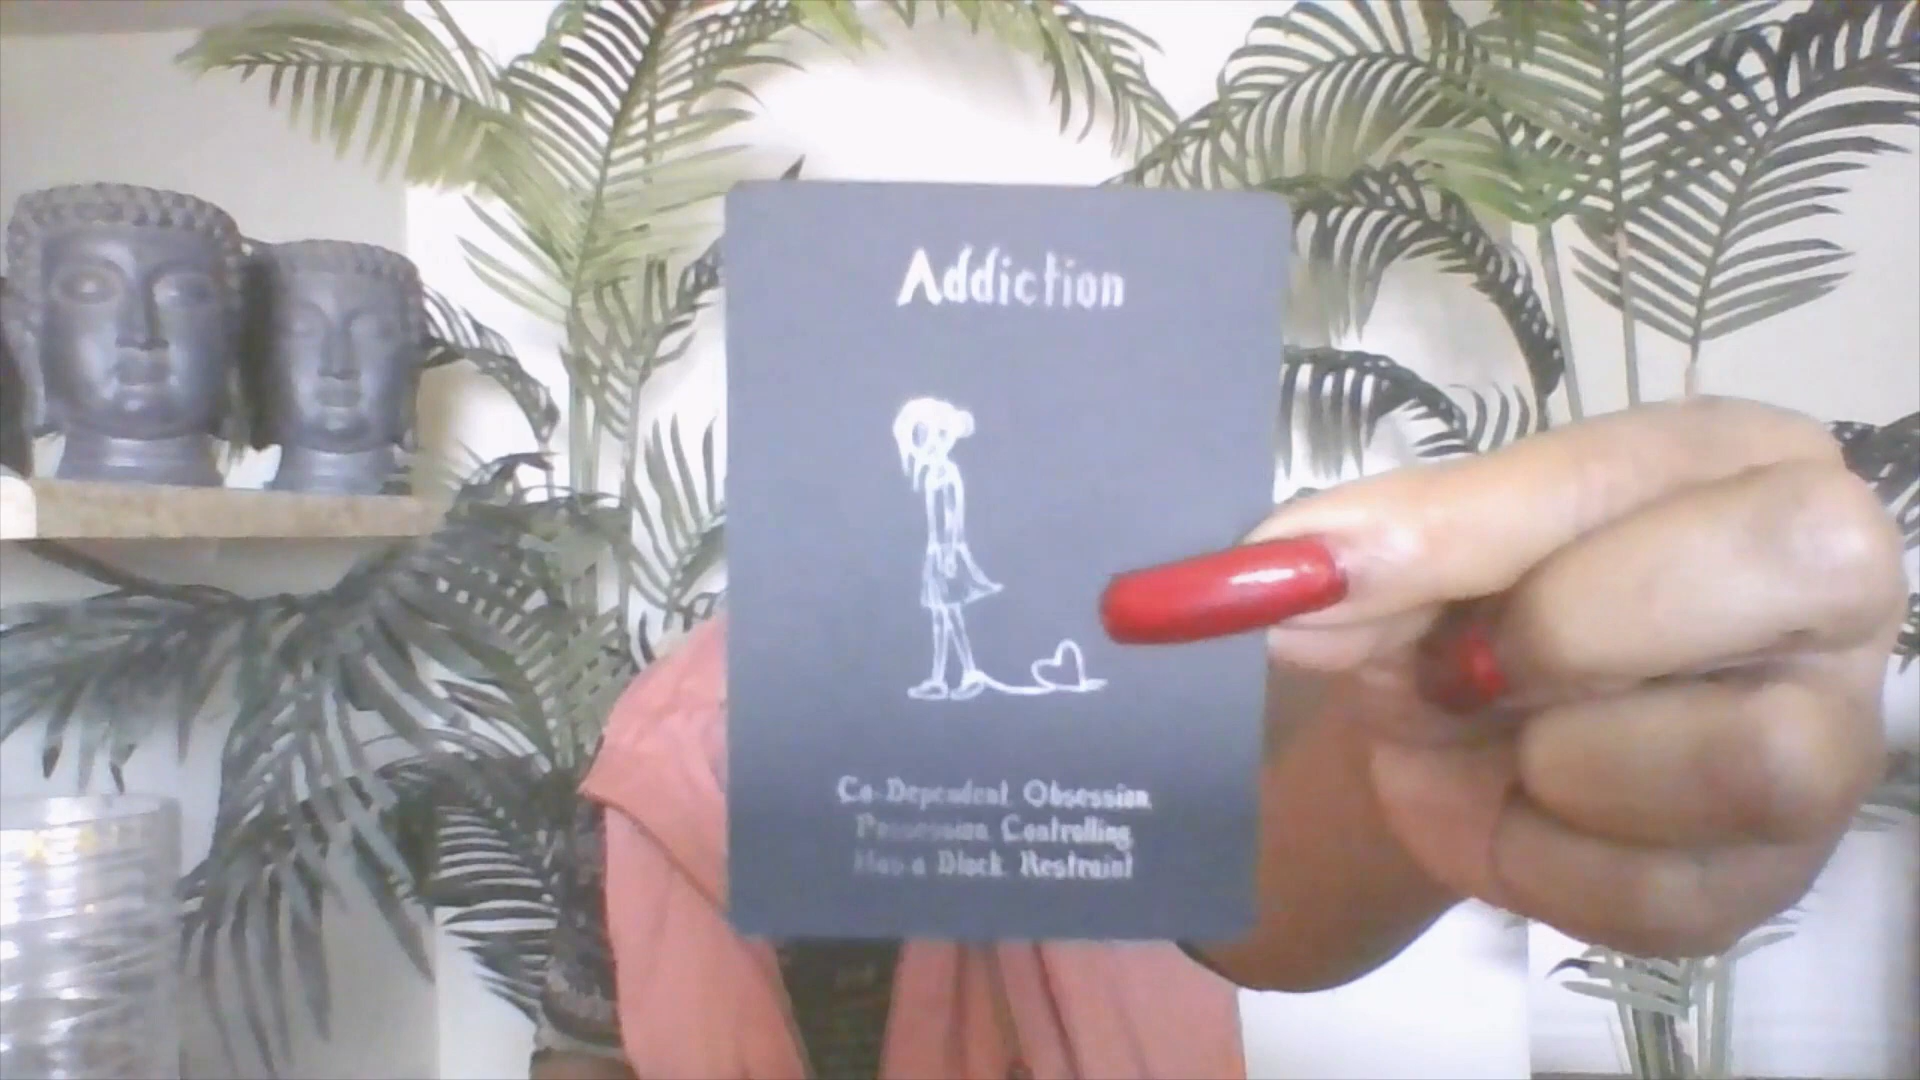 Addiction
Co-Dependent, Obsession,
Possession, Controlling,
Has a Block, Restraint